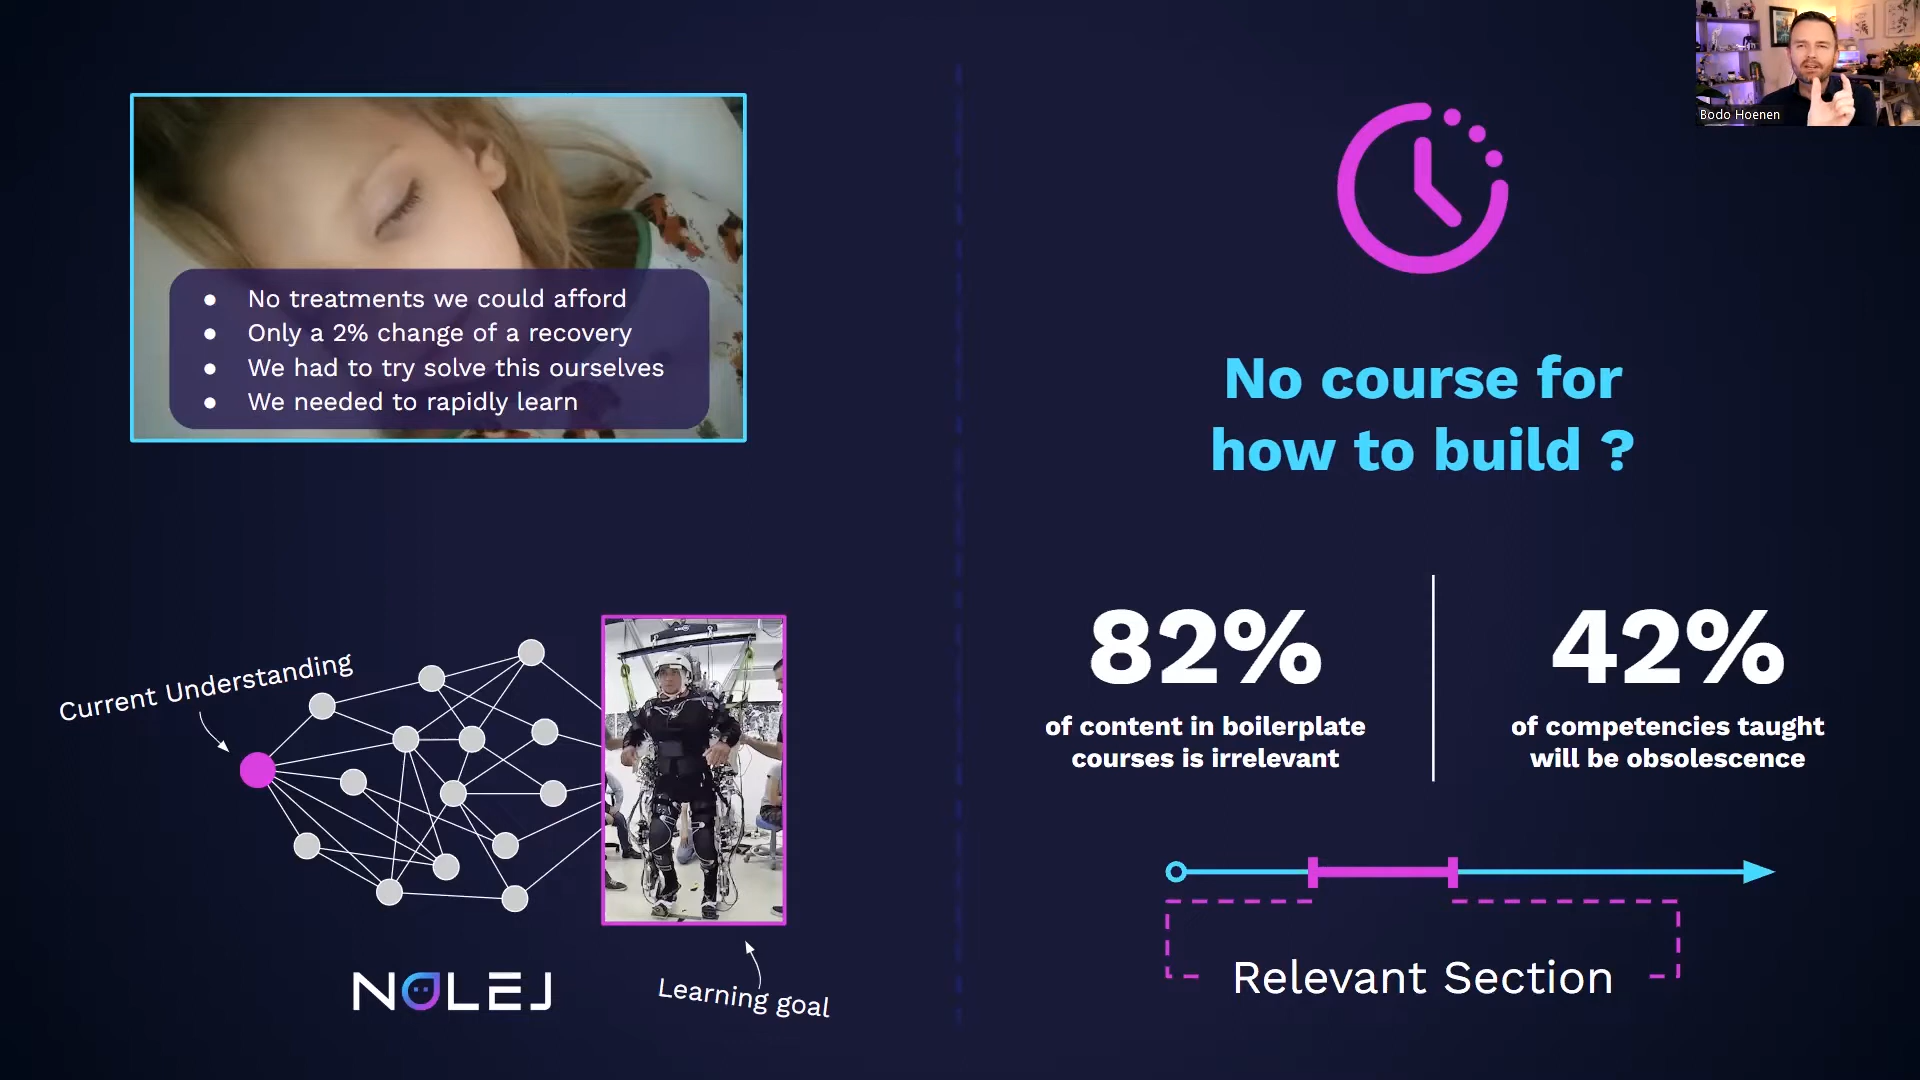 Bodo Hoenen
No treatments we could afford
Only a 2% change of a recovery
We had to try solve this ourselves
We needed to rapidly learn
Current Understanding
NOLEJ
Learning goal
No course for
how to build ?
82%
of content in boilerplate
courses is irrelevant
42%
of competencies taught
will be obsolescence
Relevant Section